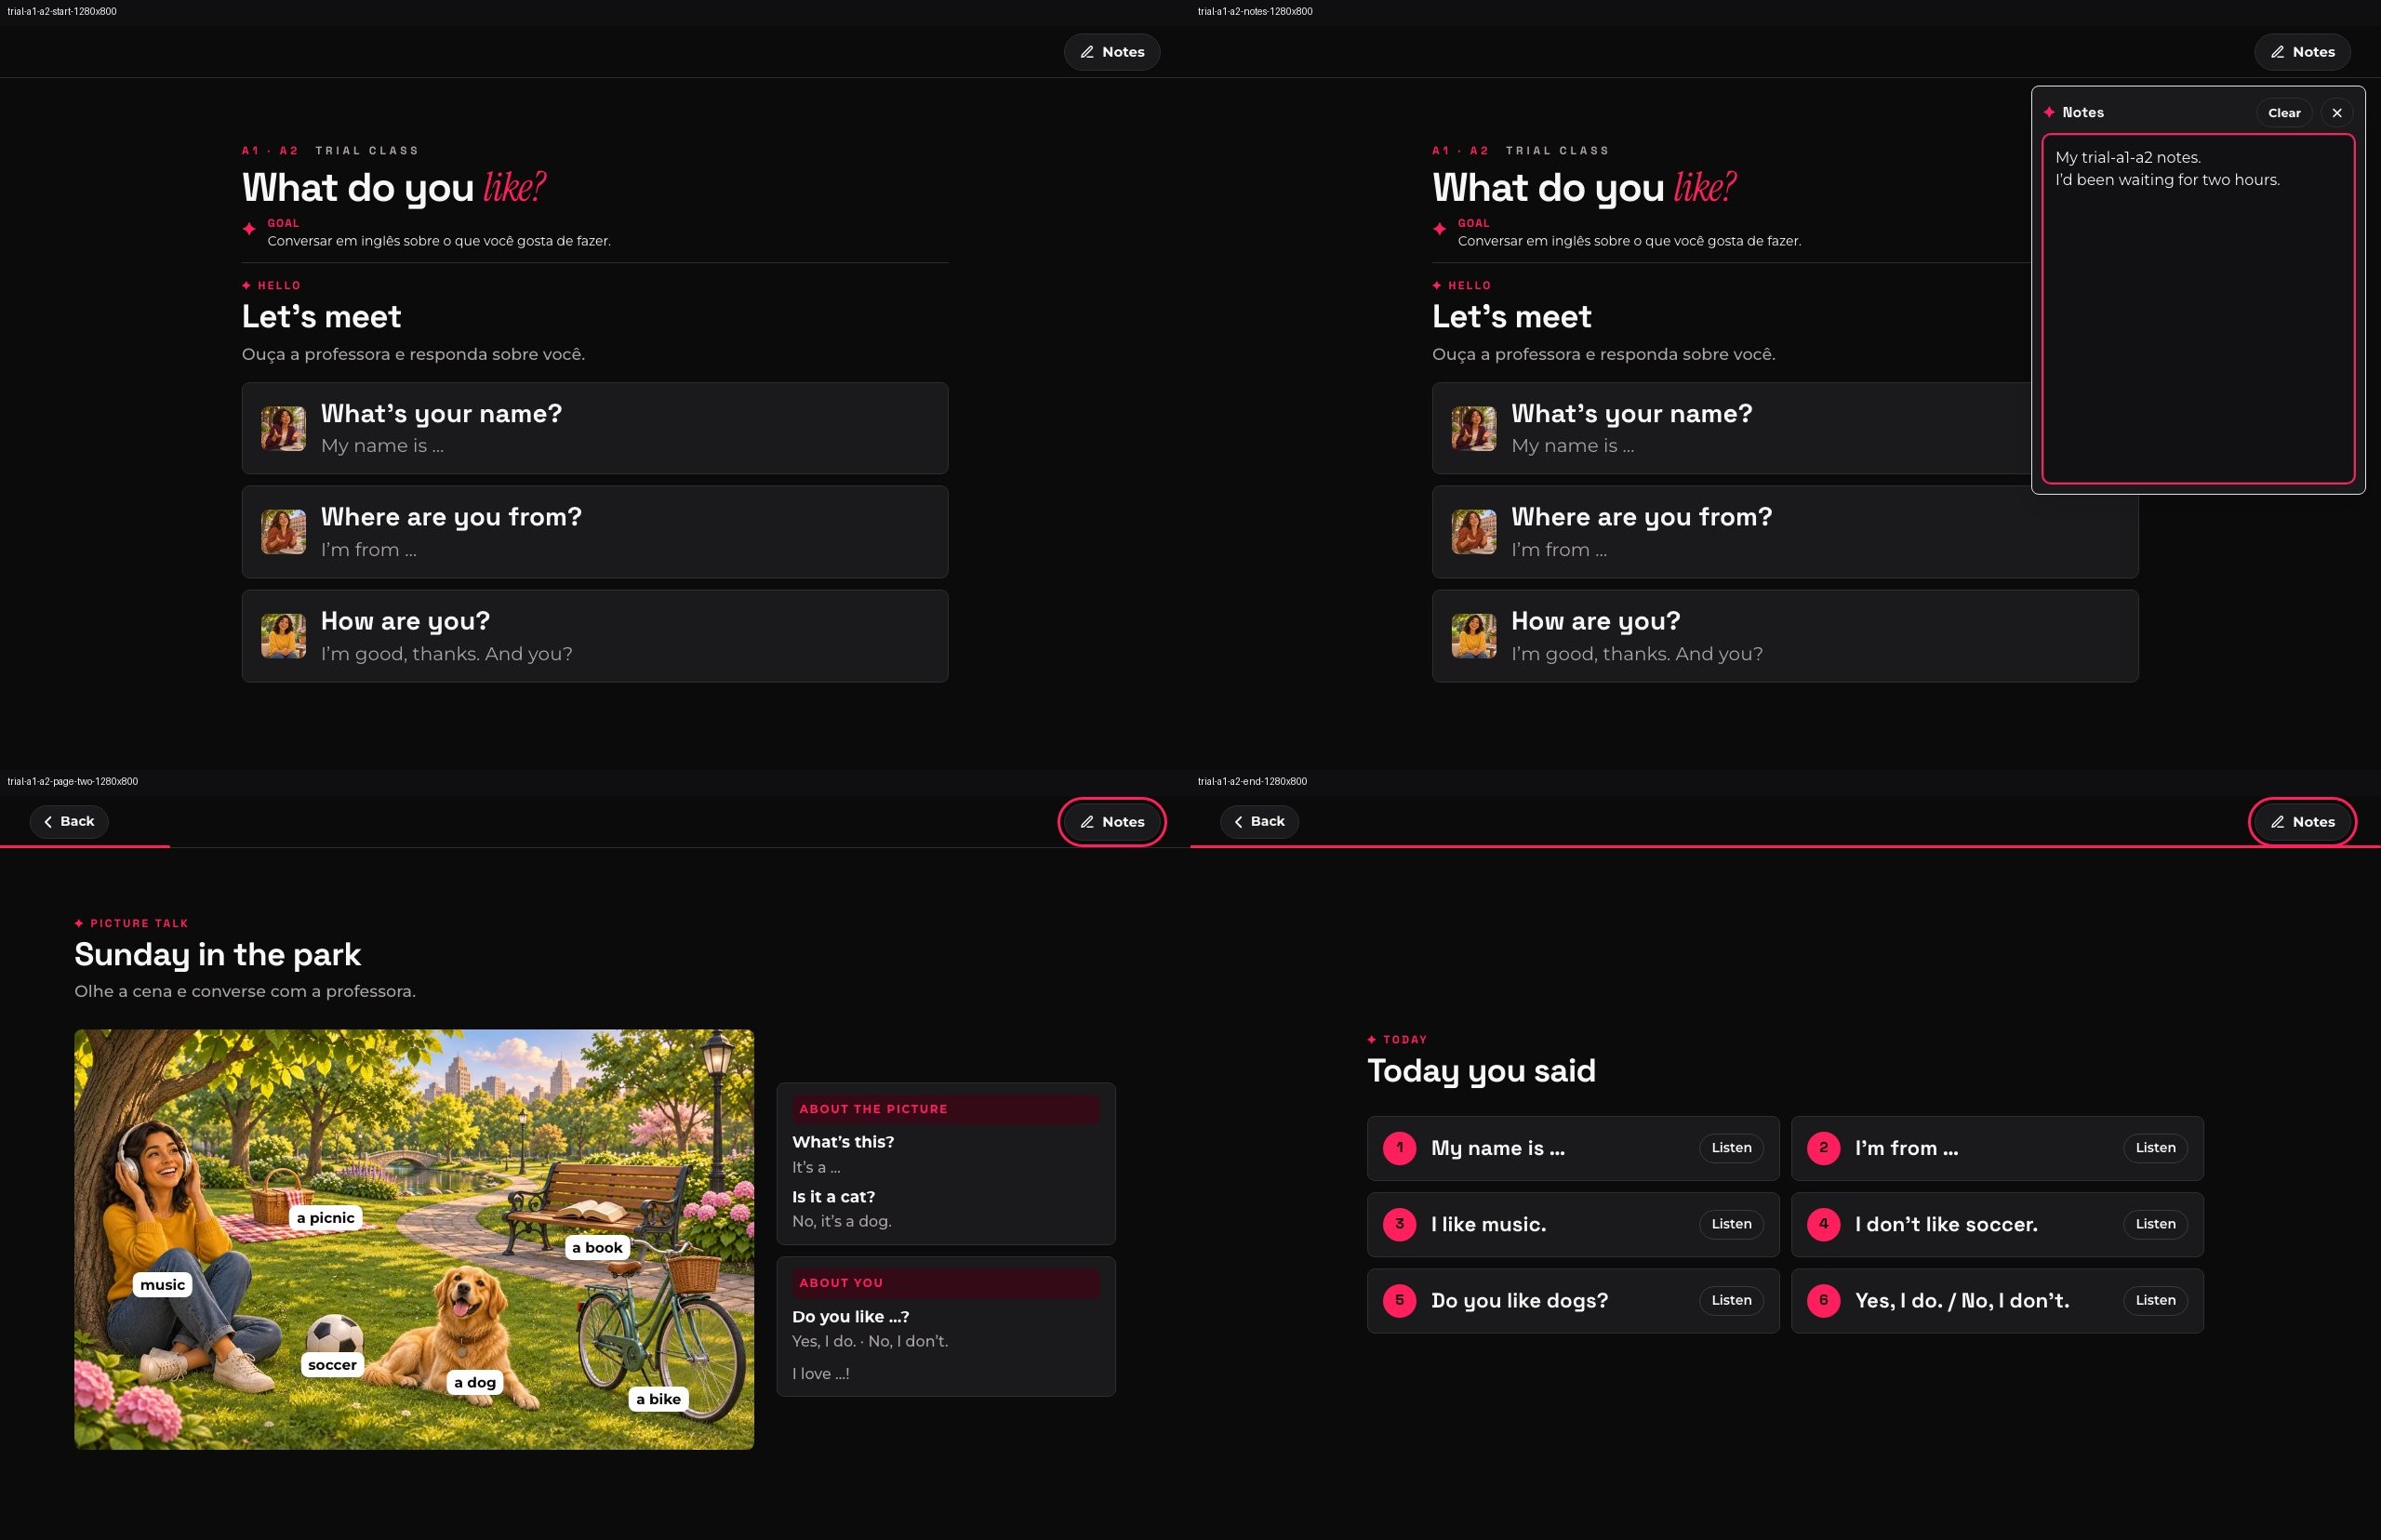 trial-a1-a2-start-1280x800
Notes
A1 · A2 TRIAL CLASS
What do you like?
GOAL
Conversar em inglês sobre o que você gosta de fazer.
HELLO
Let's meet
Ouça a professora e responda sobre você.
What's your name?
My name is ...
Where are you from?
I'm from ...
How are you?
I'm good, thanks. And you?
trial-a1-a2-notes-1280x800
Notes
A1 · A2 TRIAL CLASS
What do you like?
GOAL
Conversar em inglês sobre o que você gosta de fazer.
HELLO
Let's meet
Ouça a professora e responda sobre você.
What's your name?
My name is ...
Where are you from?
I'm from ...
How are you?
I'm good, thanks. And you?
Notes
Clear
My trial-a1-a2 notes.
I'd been waiting for two hours.
trial-a1-a2-page-two-1280x800
Back
Notes
PICTURE TALK
Sunday in the park
Olhe a cena e converse com a professora.
a picnic
a book
music
soccer
a dog
a bike
ABOUT THE PICTURE
What's this?
It's a ...
Is it a cat?
No, it's a dog.
ABOUT YOU
Do you like ...?
Yes, I do. · No, I don't.
I love ...!
trial-a1-a2-end-1280x800
Back
Notes
TODAY
Today you said
1 My name is ... Listen
2 I'm from ... Listen
3 I like music. Listen
4 I don't like soccer. Listen
5 Do you like dogs? Listen
6 Yes, I do. / No, I don't. Listen